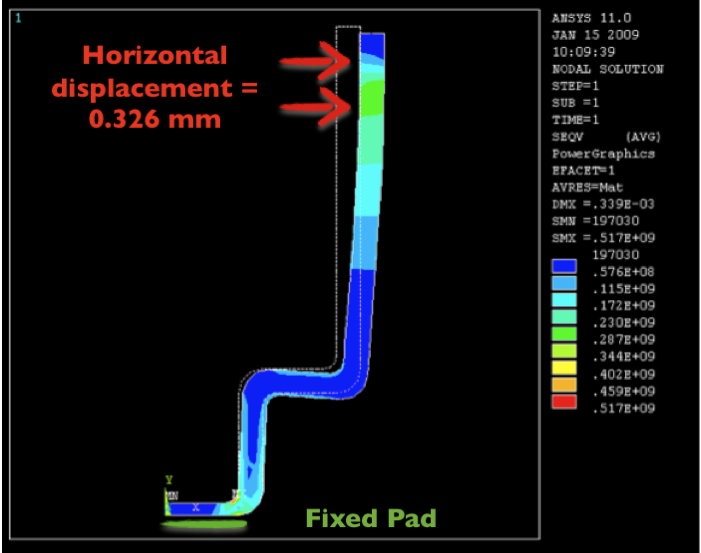 1
Horizontal
displacement =
0.326 mm
ANSYS 11.0
JAN 15 2009
10:09:39
NODAL SOLUTION
STEP=1
SUB =1
TIME=1
SEQV (AVG)
PowerGraphics
EFACET=1
AVRES=Mat
DMX =.339E-03
SMN =197030
SMX =.517E+09
197030
.576E+08
.115E+09
.172E+09
.230E+09
.287E+09
.344E+09
.402E+09
.459E+09
.517E+09
Y
MN
X
Fixed Pad